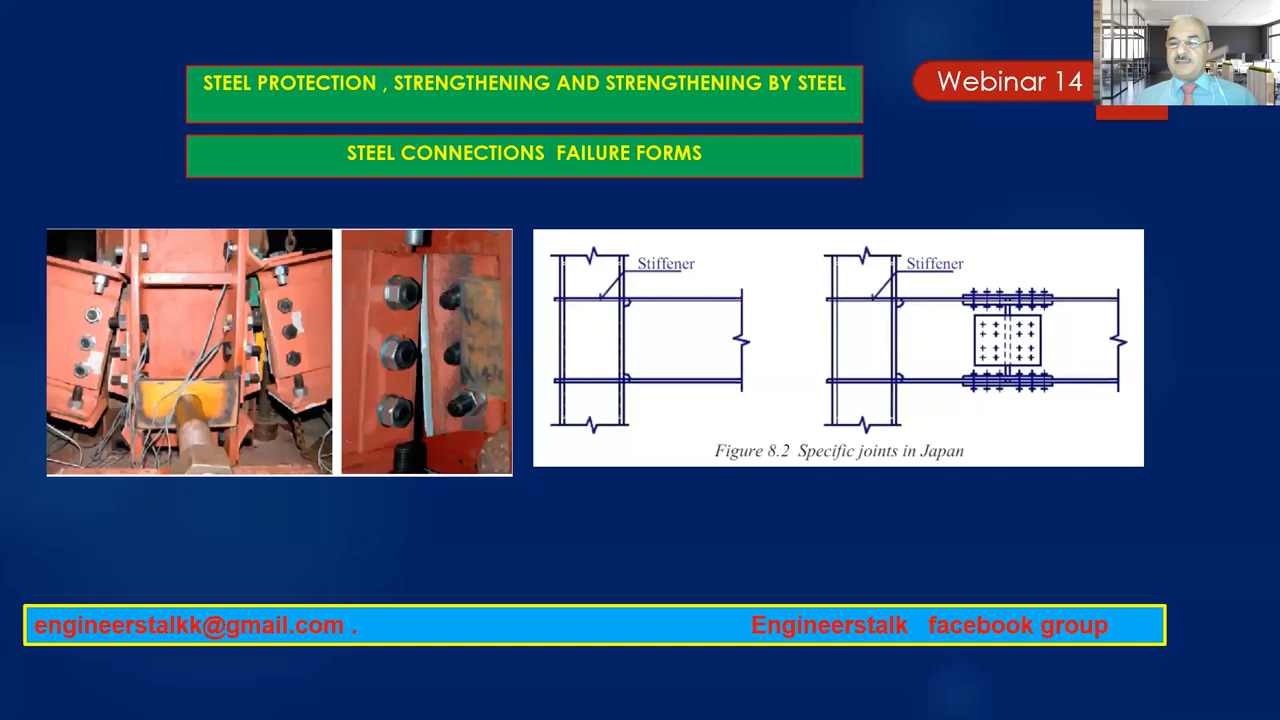 STEEL PROTECTION , STRENGTHENING AND STRENGTHENING BY STEEL
Webinar 14
STEEL CONNECTIONS FAILURE FORMS
Stiffener
Stiffener
Figure 8.2 Specific joints in Japan
engineerstalkk@gmail.com .
Engineerstalk facebook group